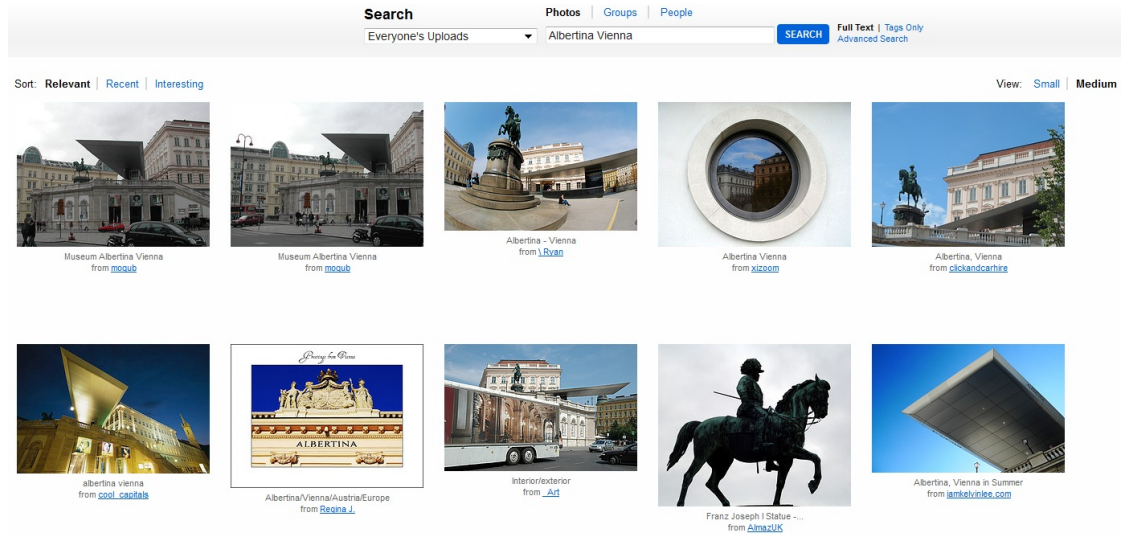 Search
Photos Groups People
Everyone's Uploads
Albertina Vienna
SEARCH
Full Text | Tags Only
Advanced Search
Sort: Relevant Recent Interesting
View: Small Medium
Museum Albertina Vienna
from moqub
Museum Albertina Vienna
from moqub
Albertina - Vienna
from \ Ryan
Albertina Vienna
from xizoom
Albertina, Vienna
from clickandcarhire
albertina vienna
from cool_capitals
Greetings from Vienna
ALBERTINA
Albertina/Vienna/Austria/Europe
from Regina J.
Interior/exterior
from _Art
Franz Joseph I Statue -...
from AlmazUK
Albertina, Vienna in Summer
from iamkelvinlee.com